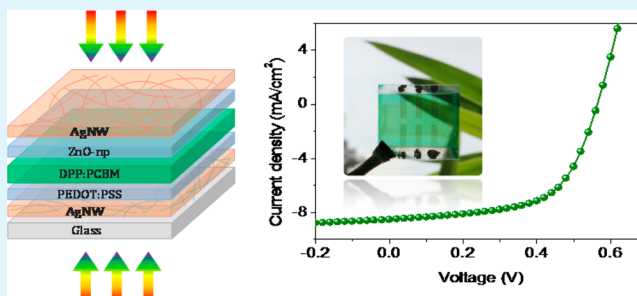 AgNW
ZnO-np
DPP:PCBM
PEDOT:PSS
AgNW
Glass
Current density (mA/cm²)
4
0
-4
-8
-0.2
0.0
0.2
0.4
0.6
Voltage (V)